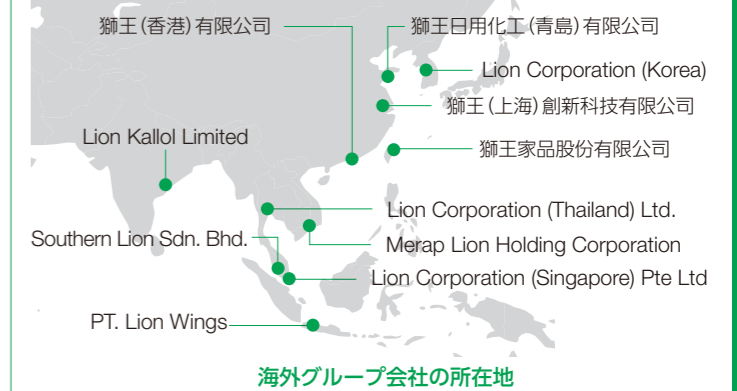 獅王(香港)有限公司
獅王日用化工(青島)有限公司
Lion Corporation (Korea)
獅王(上海)創新科技有限公司
Lion Kallol Limited
獅王家品股份有限公司
Lion Corporation (Thailand) Ltd.
Southern Lion Sdn. Bhd.
Merap Lion Holding Corporation
Lion Corporation (Singapore) Pte Ltd
PT. Lion Wings
海外グループ会社の所在地